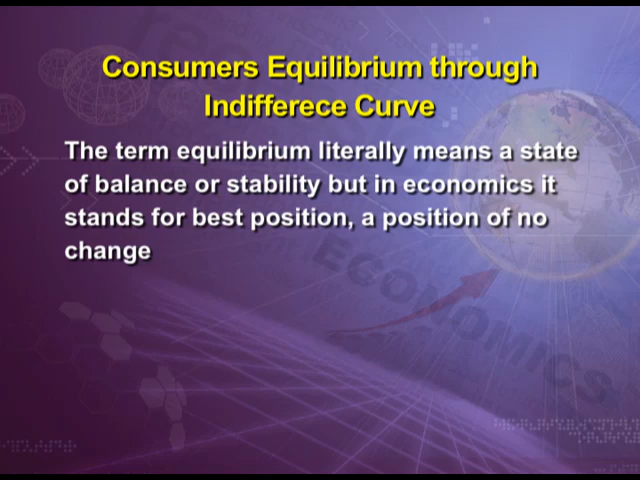 Consumers Equilibrium through
Indifferece Curve
The term equilibrium literally means a state
of balance or stability but in economics it
stands for best position, a position of no
change
ECONOMICS